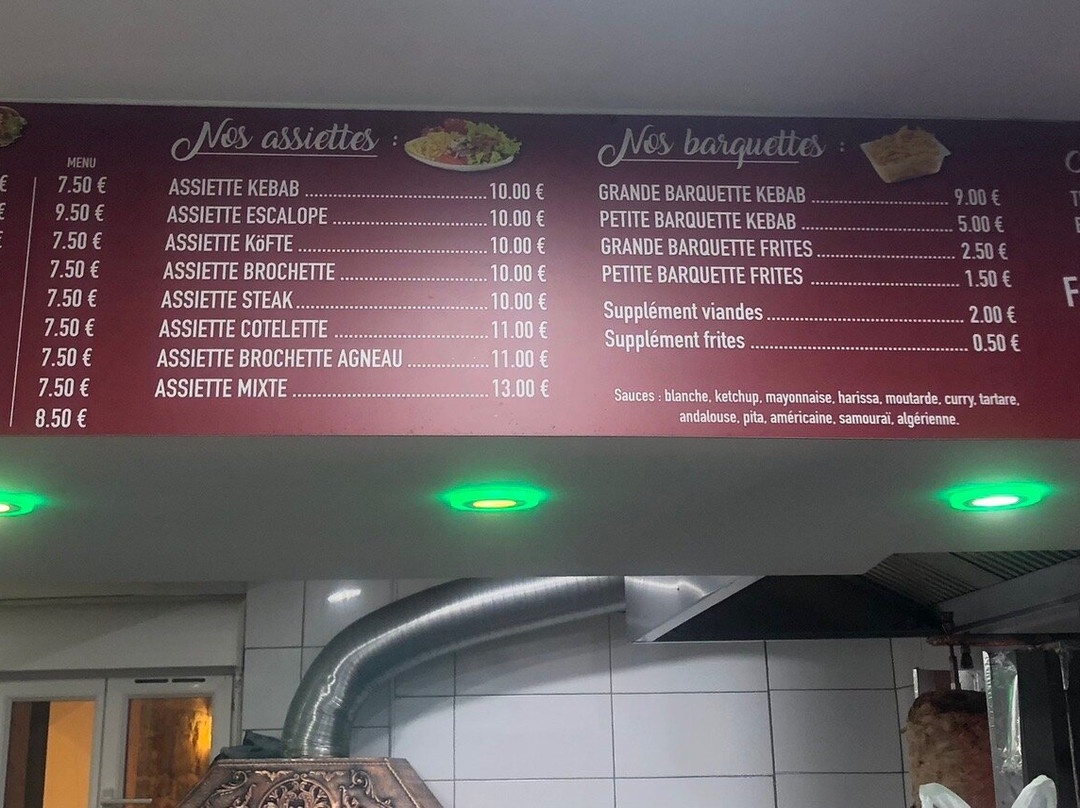 MENU
7.50 €
9.50 €
7.50 €
7.50 €
7.50 €
7.50 €
7.50 €
7.50 €
8.50 €
Nos assiettes :
ASSIETTE KEBAB ........ 10.00 €
ASSIETTE ESCALOPE ........ 10.00 €
ASSIETTE KöFTE ........ 10.00 €
ASSIETTE BROCHETTE ........ 10.00 €
ASSIETTE STEAK ........ 10.00 €
ASSIETTE COTELETTE ........ 11.00 €
ASSIETTE BROCHETTE AGNEAU ........ 11.00 €
ASSIETTE MIXTE ........ 13.00 €
Nos barquettes :
GRANDE BARQUETTE KEBAB ........ 9.00 €
PETITE BARQUETTE KEBAB ........ 5.00 €
GRANDE BARQUETTE FRITES ........ 2.50 €
PETITE BARQUETTE FRITES ........ 1.50 €
Supplément viandes ........ 2.00 €
Supplément frites ........ 0.50 €
Sauces : blanche, ketchup, mayonnaise, harissa, moutarde, curry, tartare,
andalouse, pita, américaine, samouraï, algérienne.